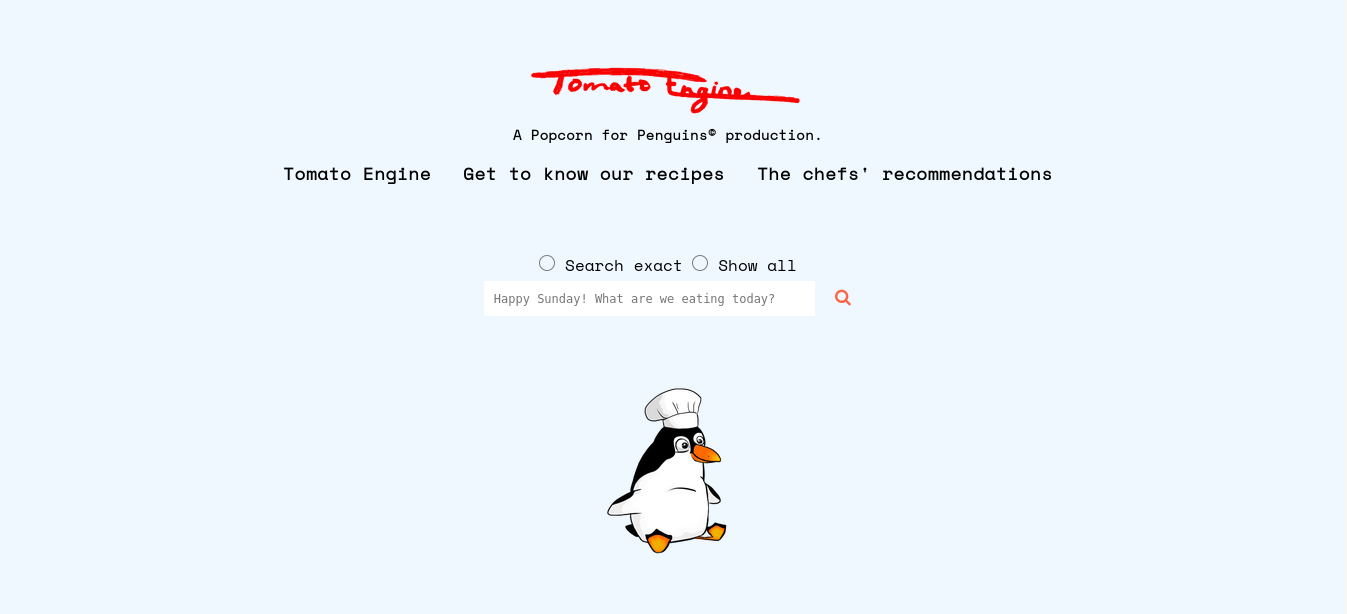 Tomato Engine
A Popcorn for Penguins© production.
Tomato Engine Get to know our recipes The chefs' recommendations
Search exact Show all
Happy Sunday! What are we eating today?